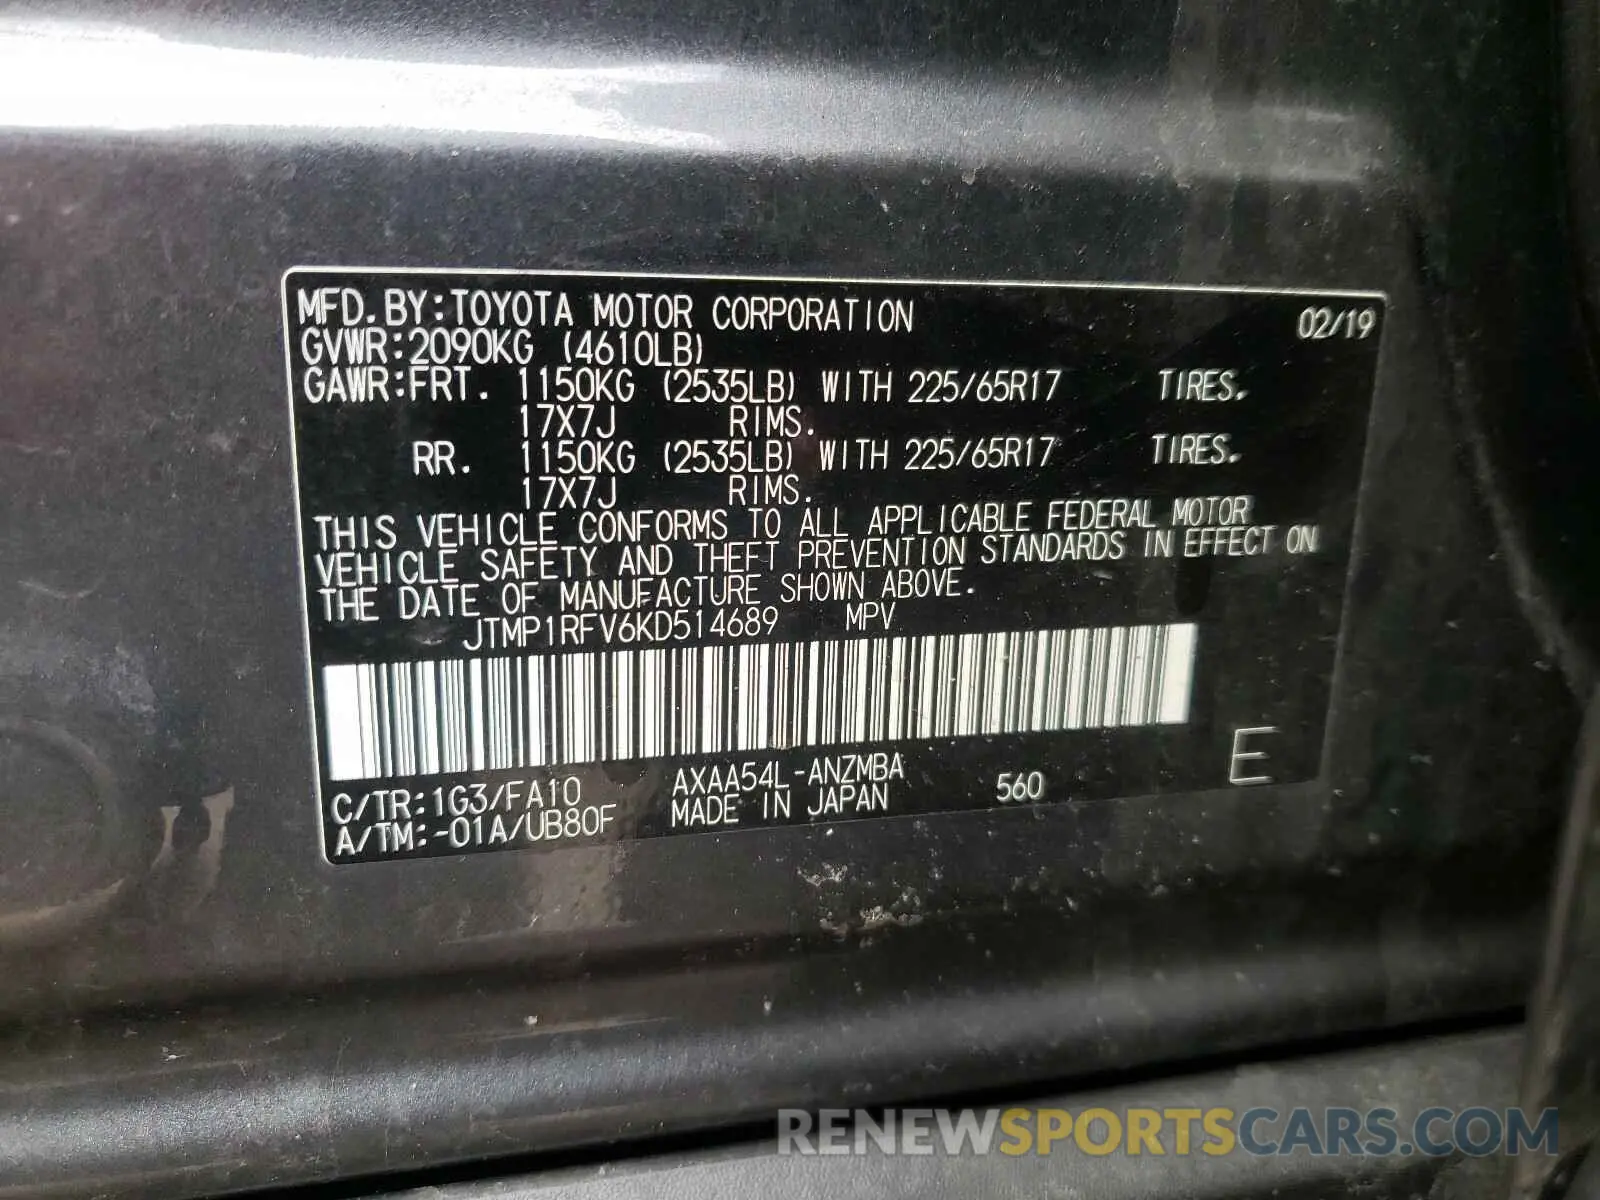 MFD. BY:TOYOTA MOTOR CORPORATION 02/19
GVWR:2090KG (4610LB)
GAWR:FRT. 1150KG (2535LB) WITH 225/65R17 TIRES.
17X7J RIMS.
RR. 1150KG (2535LB) WITH 225/65R17 TIRES.
17X7J RIMS.
THIS VEHICLE CONFORMS TO ALL APPLICABLE FEDERAL MOTOR
VEHICLE SAFETY AND THEFT PREVENTION STANDARDS IN EFFECT ON
THE DATE OF MANUFACTURE SHOWN ABOVE.
JTMP1RFV6KD514689 MPV
C/TR:1G3/FA10 AXAA54L-ANZMBA 560 E
A/TM:-01A/UB80F MADE IN JAPAN
RENEWSPORTSCARS.COM